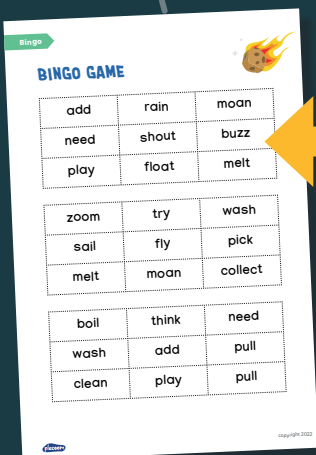 Bingo
BINGO GAME
add rain moan
need shout buzz
play float melt
zoom try wash
sail fly pick
melt moan collect
boil think need
wash add pull
clean play pull
copyright 2022